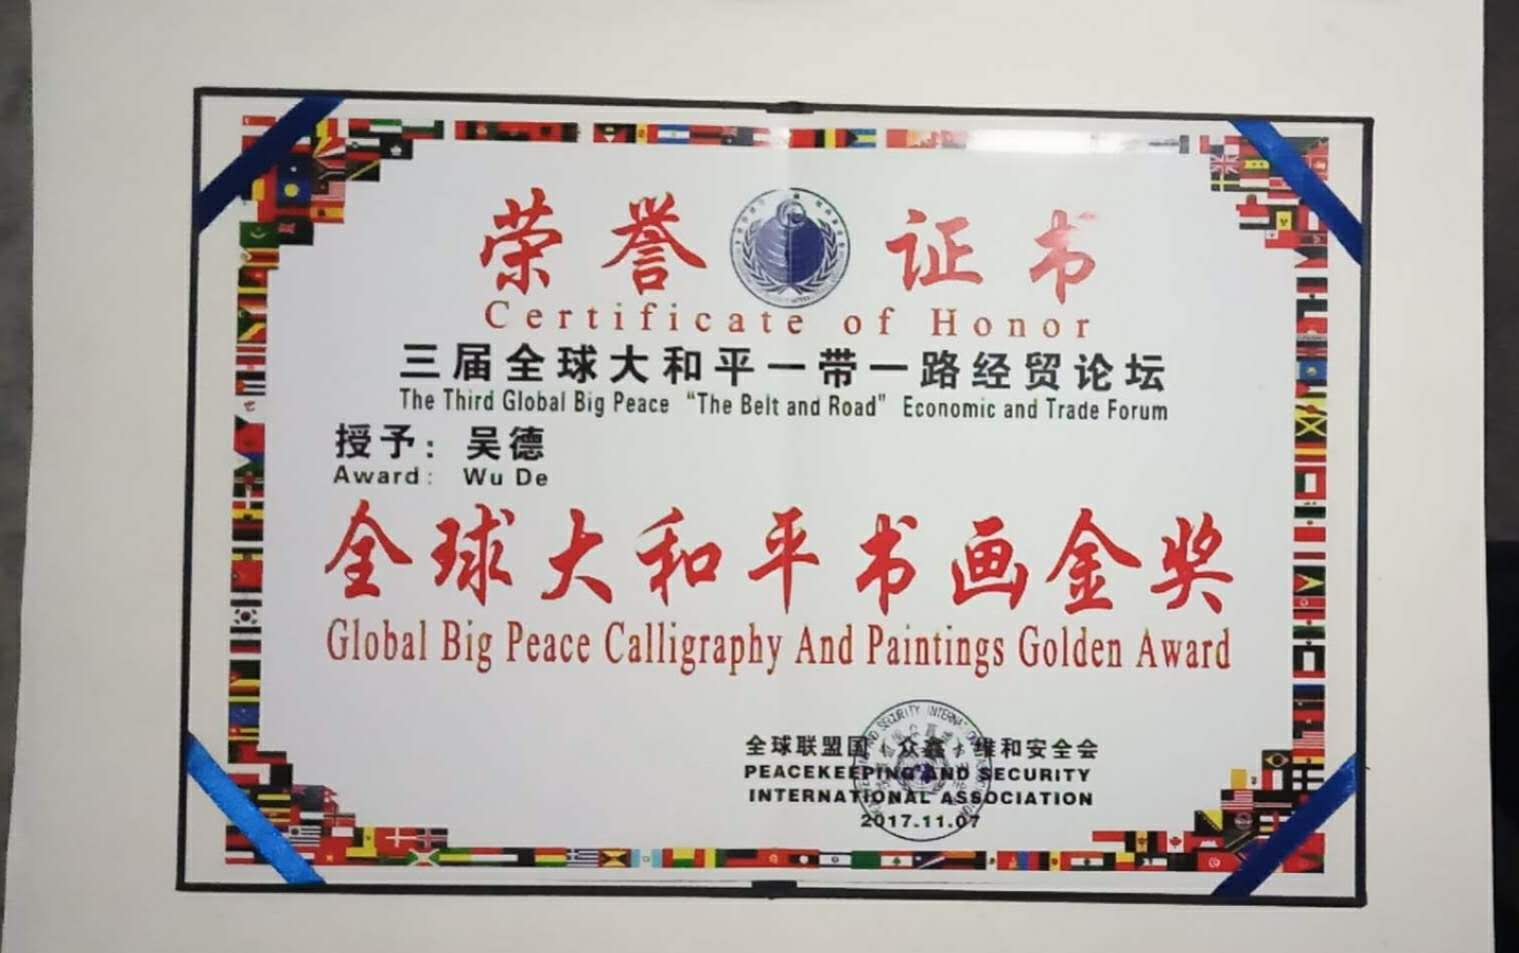 荣誉证书
Certificate of Honor
三届全球大和平一带一路经贸论坛
The Third Global Big Peace "The Belt and Road" Economic and Trade Forum
授予：吴德
Award: Wu De
全球大和平书画金奖
Global Big Peace Calligraphy And Paintings Golden Award
全球联盟国（众鑫）维和安全会
PEACEKEEPING AND SECURITY
INTERNATIONAL ASSOCIATION
2017.11.07